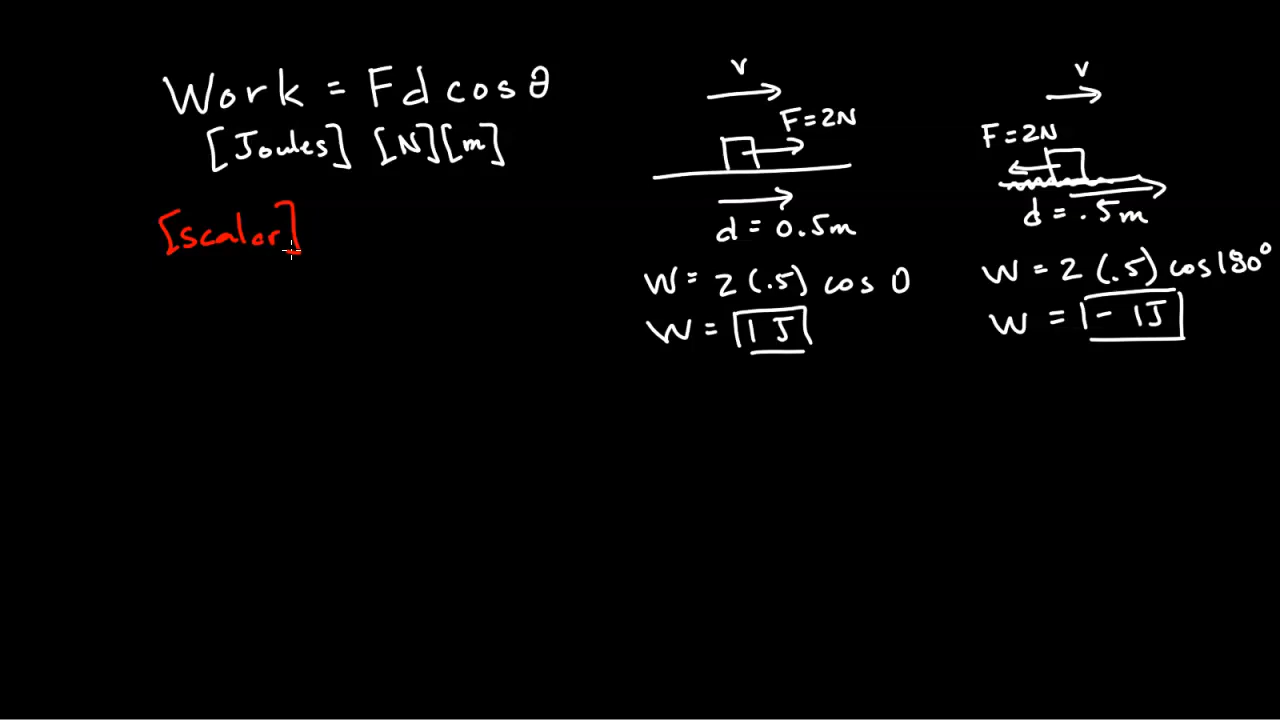 Work = Fd cos θ
[Joules] [N][m]
[scalor]
v
F = 2N
d = 0.5m
W = 2 (.5) cos 0
W = 1 J
v
F = 2N
d = .5m
W = 2 (.5) cos 180°
W = - 1J